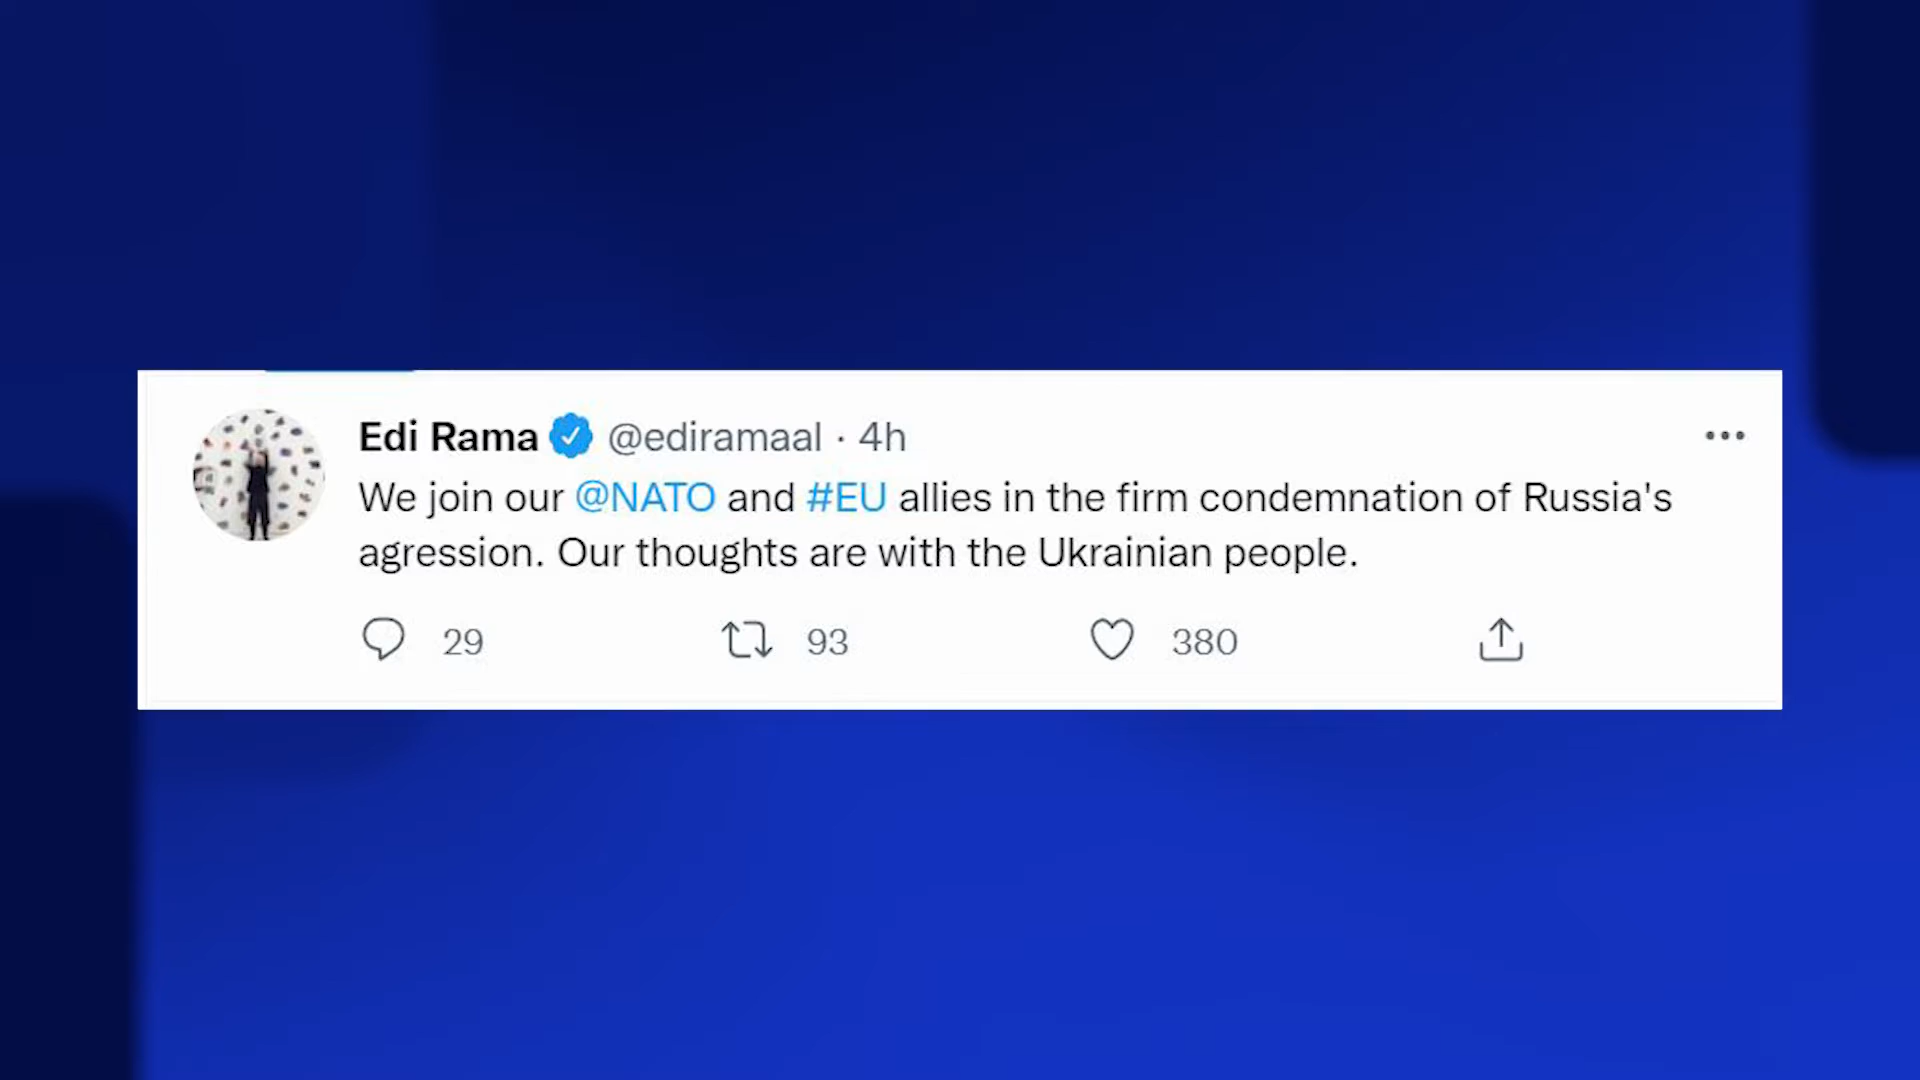 Edi Rama @ediramaal · 4h
We join our @NATO and #EU allies in the firm condemnation of Russia's
agression. Our thoughts are with the Ukrainian people.
29 93 380